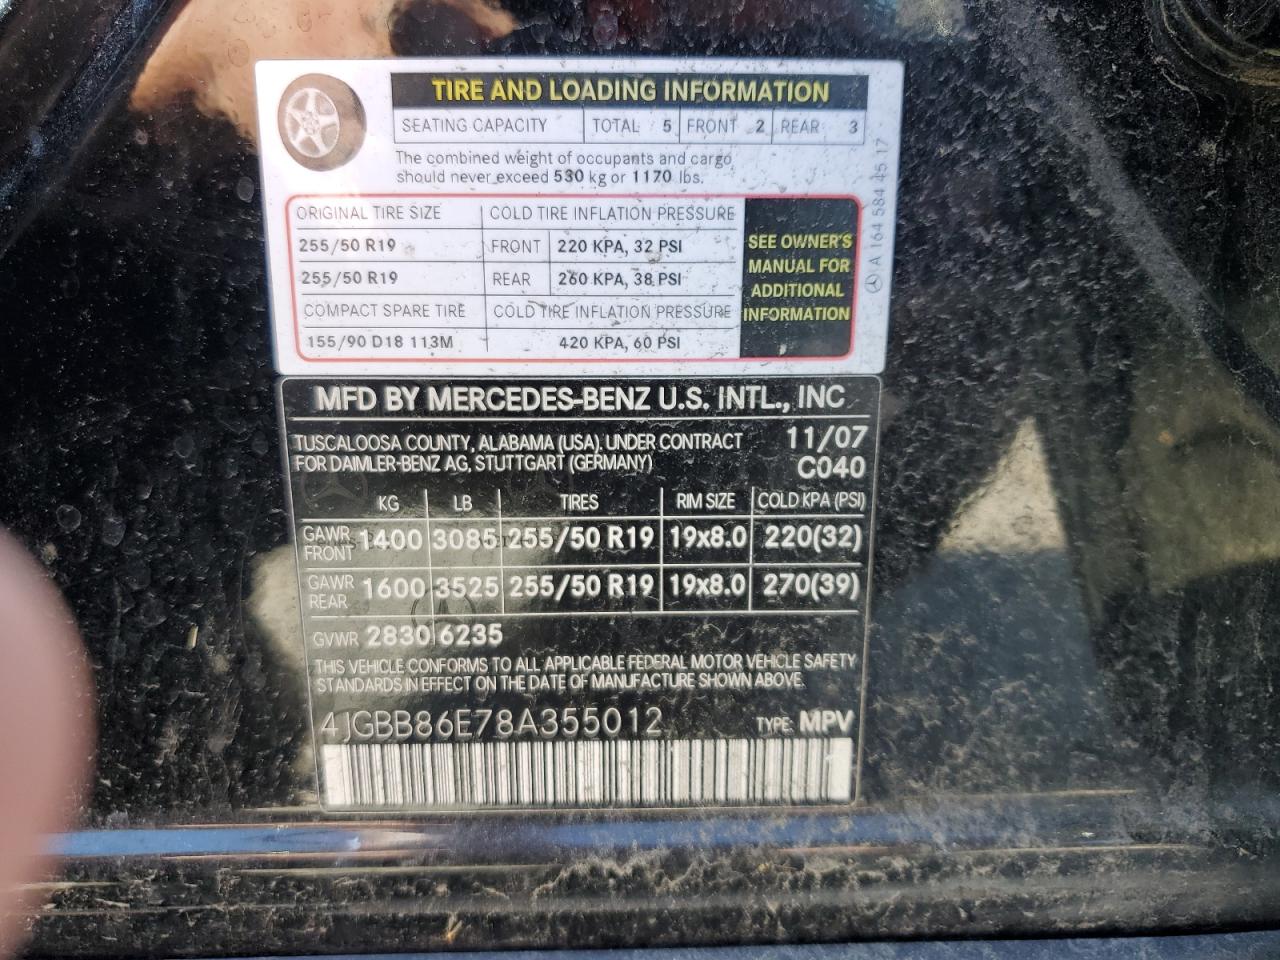 TIRE AND LOADING INFORMATION
SEATING CAPACITY TOTAL 5 FRONT 2 REAR 3
The combined weight of occupants and cargo
should never exceed 530 kg or 1170 lbs.
ORIGINAL TIRE SIZE COLD TIRE INFLATION PRESSURE
255/50 R19 FRONT 220 KPA, 32 PSI
255/50 R19 REAR 260 KPA, 38 PSI
COMPACT SPARE TIRE COLD TIRE INFLATION PRESSURE
155/90 D18 113M 420 KPA, 60 PSI
SEE OWNER'S
MANUAL FOR
ADDITIONAL
INFORMATION
A 164 584 45 17
MFD BY MERCEDES-BENZ U.S. INTL., INC
TUSCALOOSA COUNTY, ALABAMA (USA), UNDER CONTRACT 11/07
FOR DAIMLER-BENZ AG, STUTTGART (GERMANY) C040
KG LB TIRES RIM SIZE COLD KPA (PSI)
GAWR FRONT 1400 3085 255/50 R19 19x8.0 220(32)
GAWR REAR 1600 3525 255/50 R19 19x8.0 270(39)
GVWR 2830 6235
THIS VEHICLE CONFORMS TO ALL APPLICABLE FEDERAL MOTOR VEHICLE SAFETY
STANDARDS IN EFFECT ON THE DATE OF MANUFACTURE SHOWN ABOVE.
4JGBB86E78A355012 TYPE: MPV